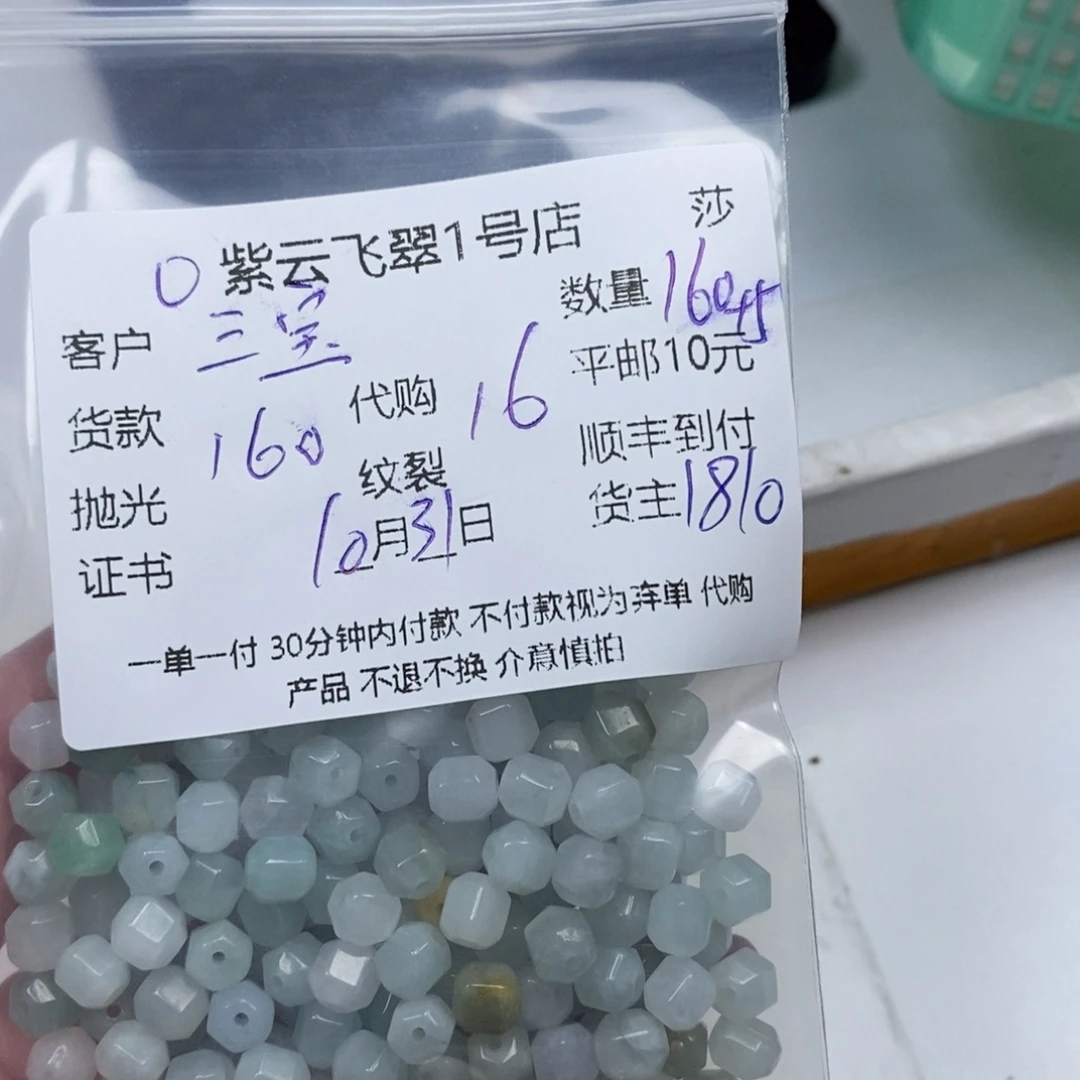 莎
0 紫云飞翠1号店
客户 三宝 数量 160
货款 160 代购 16 平邮10元
抛光 纹裂 顺丰到付
证书 10月31日 货主 1810
一单一付 30分钟内付款 不付款视为弃单 代购
产品 不退不换 介意慎拍